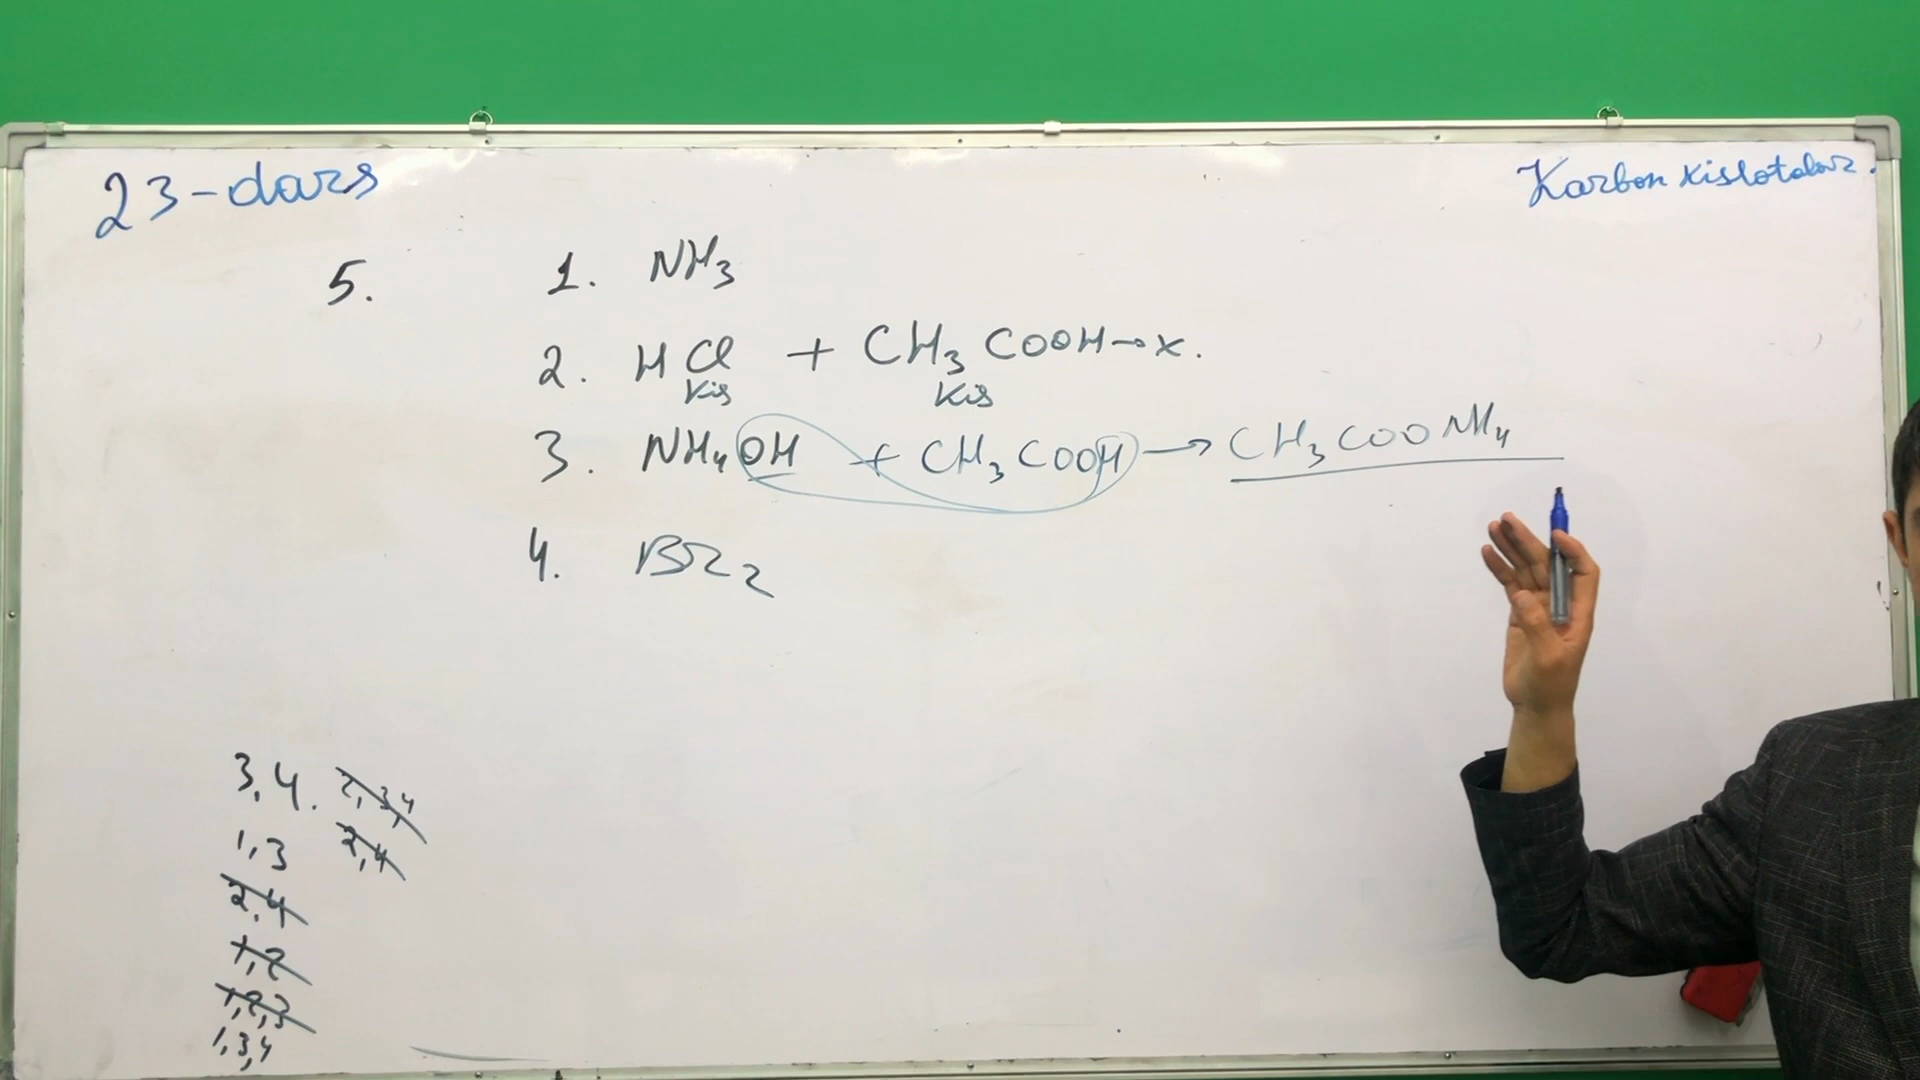 23-dars
Karbon kislotalar.
5.
1. NH₃
2. HCl + CH₃COOH → x.
Kis Kis
3. NH₄OH + CH₃COOH → CH₃COONH₄
4. Br₂
3,4. 2,3,4
1,3 2,4
2,4
1,2
1,2,3
1,3,4